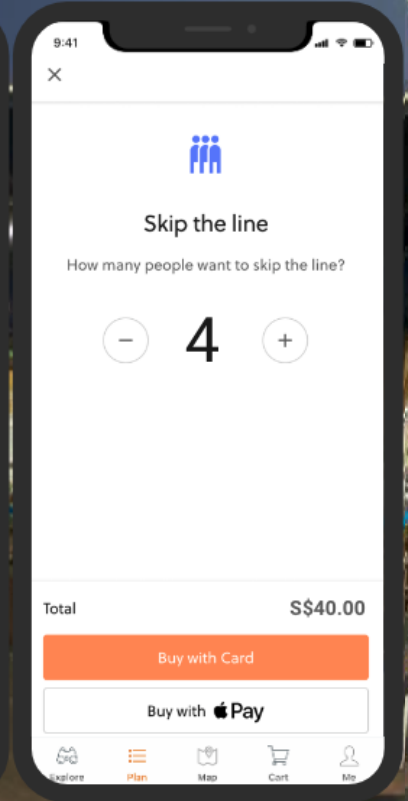 9:41
Skip the line
How many people want to skip the line?
4
Total S$40.00
Buy with Card
Buy with Pay
Explore Plan Map Cart Me